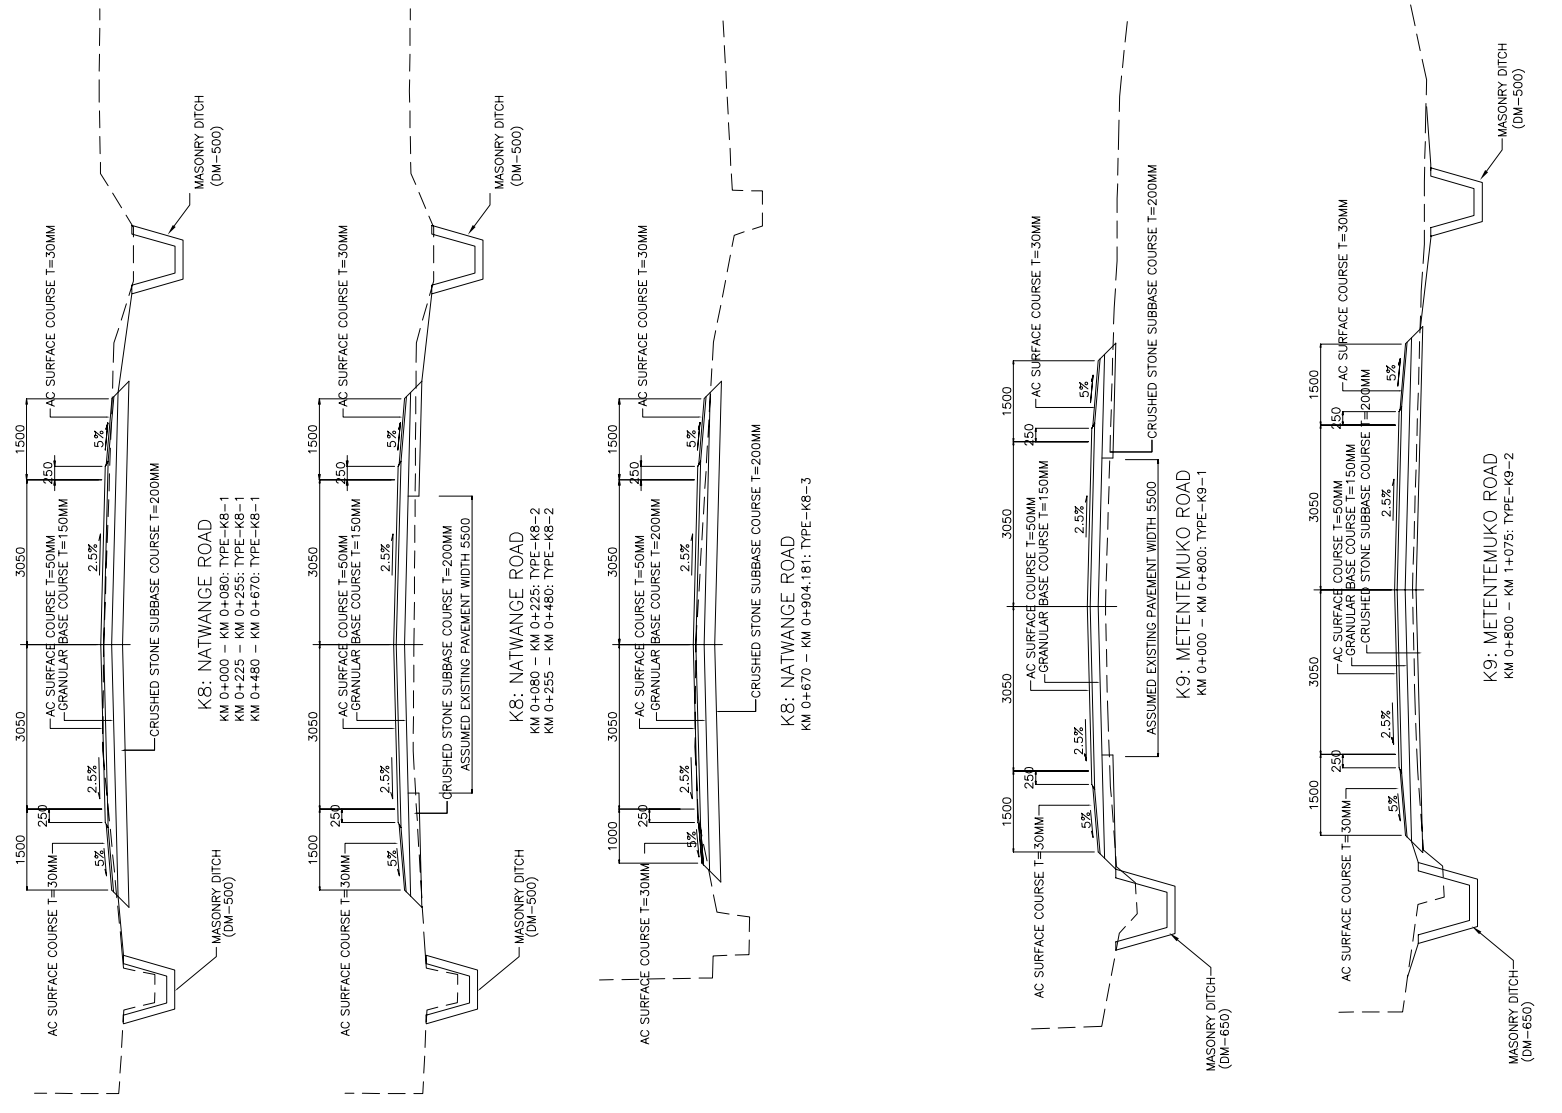 1500
250
3050
3050
250
1500
AC SURFACE COURSE T=30MM
5%
2.5%
AC SURFACE COURSE T=50MM
GRANULAR BASE COURSE T=150MM
2.5%
5%
AC SURFACE COURSE T=30MM
CRUSHED STONE SUBBASE COURSE T=200MM
MASONRY DITCH
(DM-500)
MASONRY DITCH
(DM-500)
K8: NATWANGE ROAD
KM 0+000 - KM 0+080: TYPE-K8-1
KM 0+225 - KM 0+255: TYPE-K8-1
KM 0+480 - KM 0+670: TYPE-K8-1
1500
250
3050
3050
250
1500
AC SURFACE COURSE T=30MM
5%
2.5%
AC SURFACE COURSE T=50MM
GRANULAR BASE COURSE T=150MM
2.5%
5%
AC SURFACE COURSE T=30MM
CRUSHED STONE SUBBASE COURSE T=200MM
ASSUMED EXISTING PAVEMENT WIDTH 5500
MASONRY DITCH
(DM-500)
MASONRY DITCH
(DM-500)
K8: NATWANGE ROAD
KM 0+080 - KM 0+225: TYPE-K8-2
KM 0+255 - KM 0+480: TYPE-K8-2
1000
250
3050
3050
250
1500
AC SURFACE COURSE T=30MM
5%
2.5%
AC SURFACE COURSE T=50MM
GRANULAR BASE COURSE T=200MM
2.5%
5%
AC SURFACE COURSE T=30MM
CRUSHED STONE SUBBASE COURSE T=200MM
K8: NATWANGE ROAD
KM 0+670 - KM 0+904.181: TYPE-K8-3
1500
250
3050
3050
250
1500
AC SURFACE COURSE T=30MM
5%
2.5%
AC SURFACE COURSE T=50MM
GRANULAR BASE COURSE T=150MM
2.5%
5%
AC SURFACE COURSE T=30MM
CRUSHED STONE SUBBASE COURSE T=200MM
ASSUMED EXISTING PAVEMENT WIDTH 5500
MASONRY DITCH
(DM-650)
K9: METENTEMUKO ROAD
KM 0+000 - KM 0+800: TYPE-K9-1
1500
250
3050
3050
250
1500
AC SURFACE COURSE T=30MM
5%
2.5%
AC SURFACE COURSE T=50MM
GRANULAR BASE COURSE T=150MM
CRUSHED STONE SUBBASE COURSE T=200MM
2.5%
5%
AC SURFACE COURSE T=30MM
MASONRY DITCH
(DM-650)
MASONRY DITCH
(DM-500)
K9: METENTEMUKO ROAD
KM 0+800 - KM 1+075: TYPE-K9-2